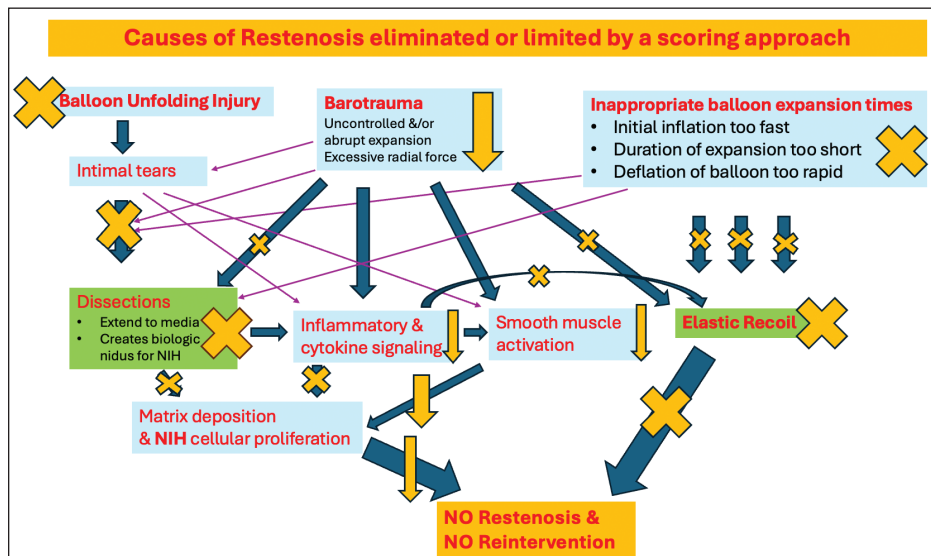 Causes of Restenosis eliminated or limited by a scoring approach
Balloon Unfolding Injury
Barotrauma
Uncontrolled &/or
abrupt expansion
Excessive radial force
Inappropriate balloon expansion times
• Initial inflation too fast
• Duration of expansion too short
• Deflation of balloon too rapid
Intimal tears
Dissections
• Extend to media
• Creates biologic
nidus for NIH
Inflammatory &
cytokine signaling
Smooth muscle
activation
Elastic Recoil
Matrix deposition
& NIH cellular proliferation
NO Restenosis &
NO Reintervention